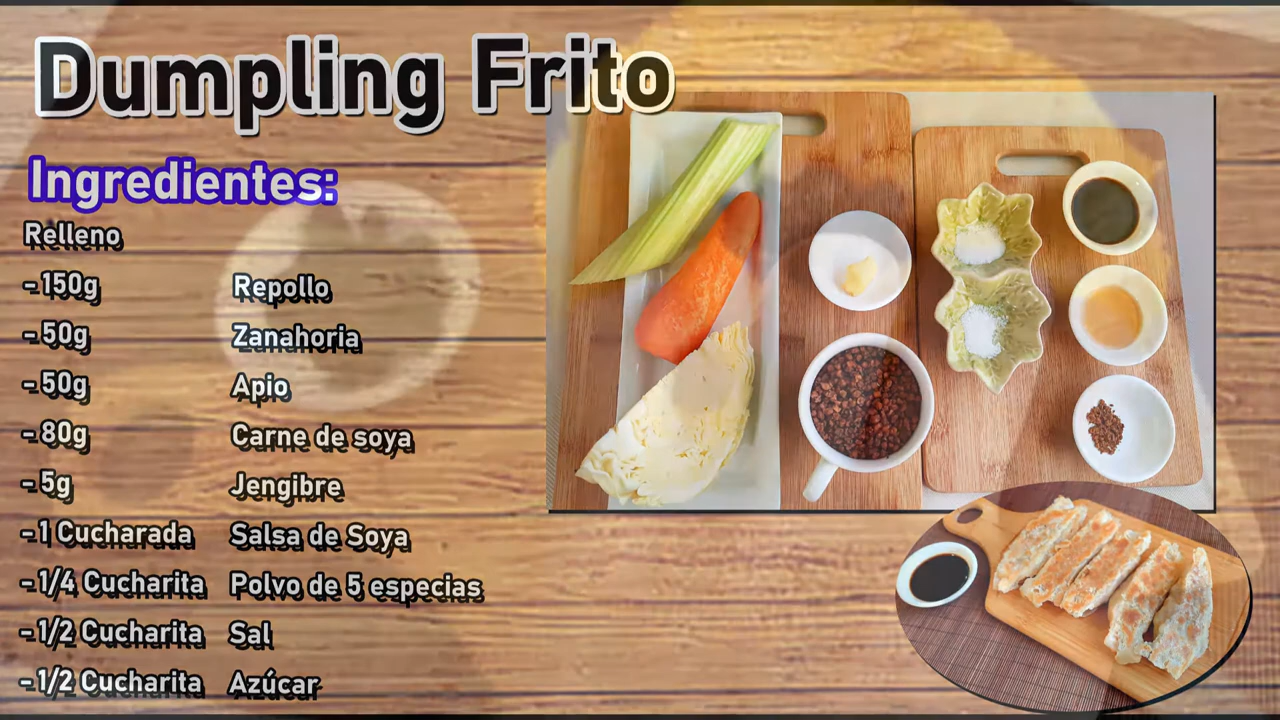 Dumpling Frito
Ingredientes:
Relleno
-150g Repollo
-50g Zanahoria
-50g Apio
-80g Carne de soya
-5g Jengibre
-1 Cucharada Salsa de Soya
-1/4 Cucharita Polvo de 5 especias
-1/2 Cucharita Sal
-1/2 Cucharita Azúcar